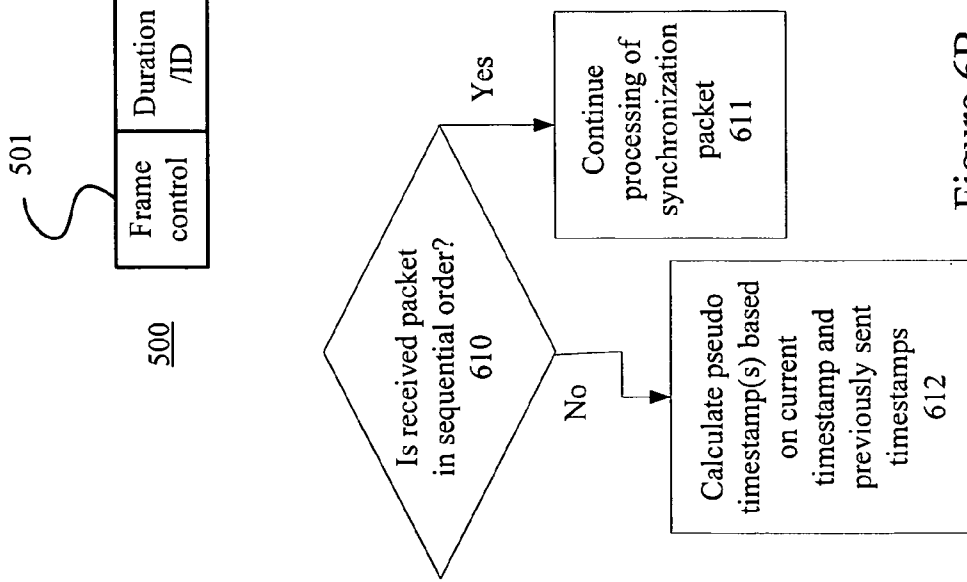 501
Frame
control
Duration
/ID
500
Is received packet
in sequential order?
610
Yes
No
Continue
processing of
synchronization
packet
611
Calculate pseudo
timestamp(s) based
on current
timestamp and
previously sent
timestamps
612
Figure 6B